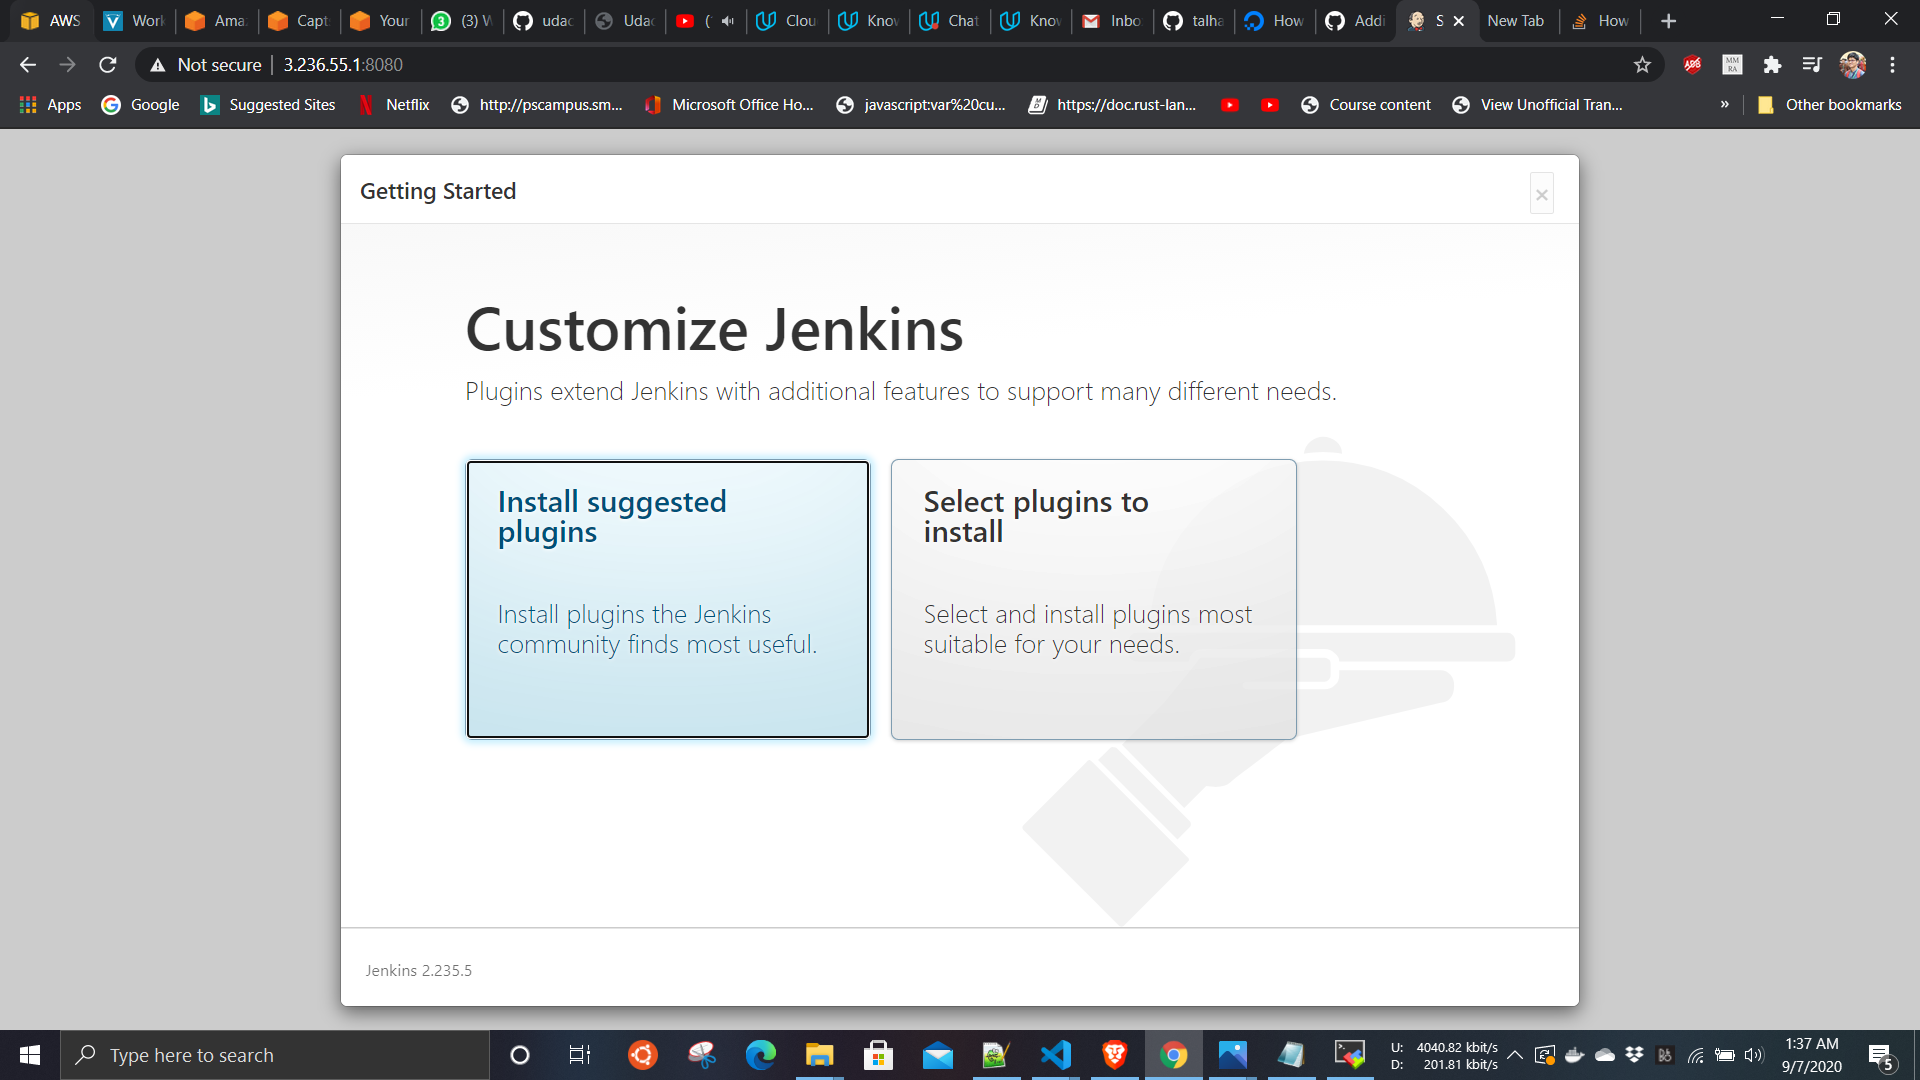 AWS
Work
Ama
Capt
Your
(3) W
udac
Udac
(
Clou
Know
Chat
Know
Inbo
talha
How
Addi
S
New Tab
How
Not secure
3.236.55.1:8080
Apps
Google
Suggested Sites
Netflix
http://pscampus.sm...
Microsoft Office Ho...
javascript:var%20cu...
https://doc.rust-lan...
Course content
View Unofficial Tran...
»
Other bookmarks
Getting Started
×
Customize Jenkins
Plugins extend Jenkins with additional features to support many different needs.
Install suggested
plugins
Install plugins the Jenkins
community finds most useful.
Select plugins to
install
Select and install plugins most
suitable for your needs.
Jenkins 2.235.5
Type here to search
U: 4040.82 kbit/s
D: 201.81 kbit/s
1:37 AM
9/7/2020
5